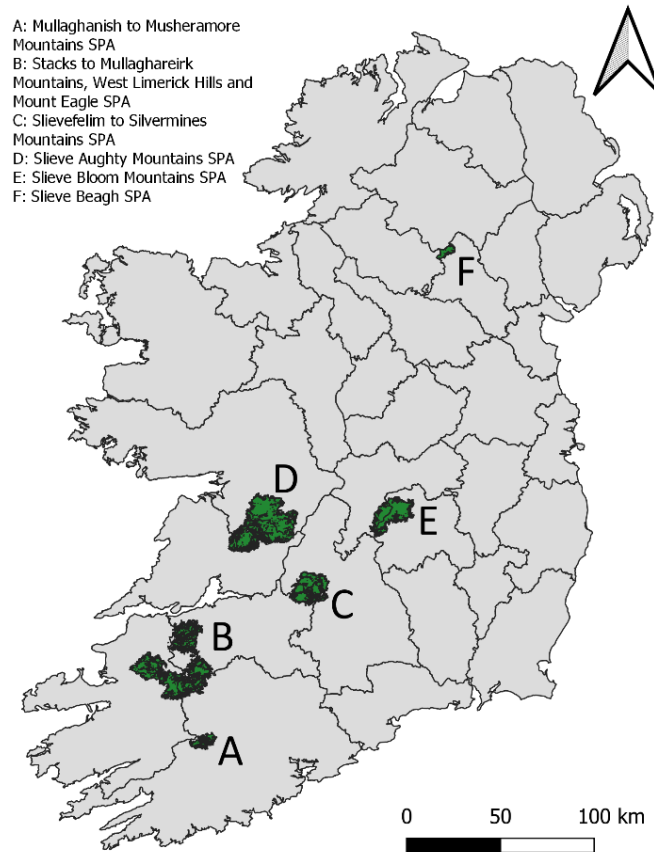 A: Mullaghanish to Musheramore
Mountains SPA
B: Stacks to Mullaghareirk
Mountains, West Limerick Hills and
Mount Eagle SPA
C: Slievefelim to Silvermines
Mountains SPA
D: Slieve Aughty Mountains SPA
E: Slieve Bloom Mountains SPA
F: Slieve Beagh SPA
F
D
E
C
B
A
0 50 100 km